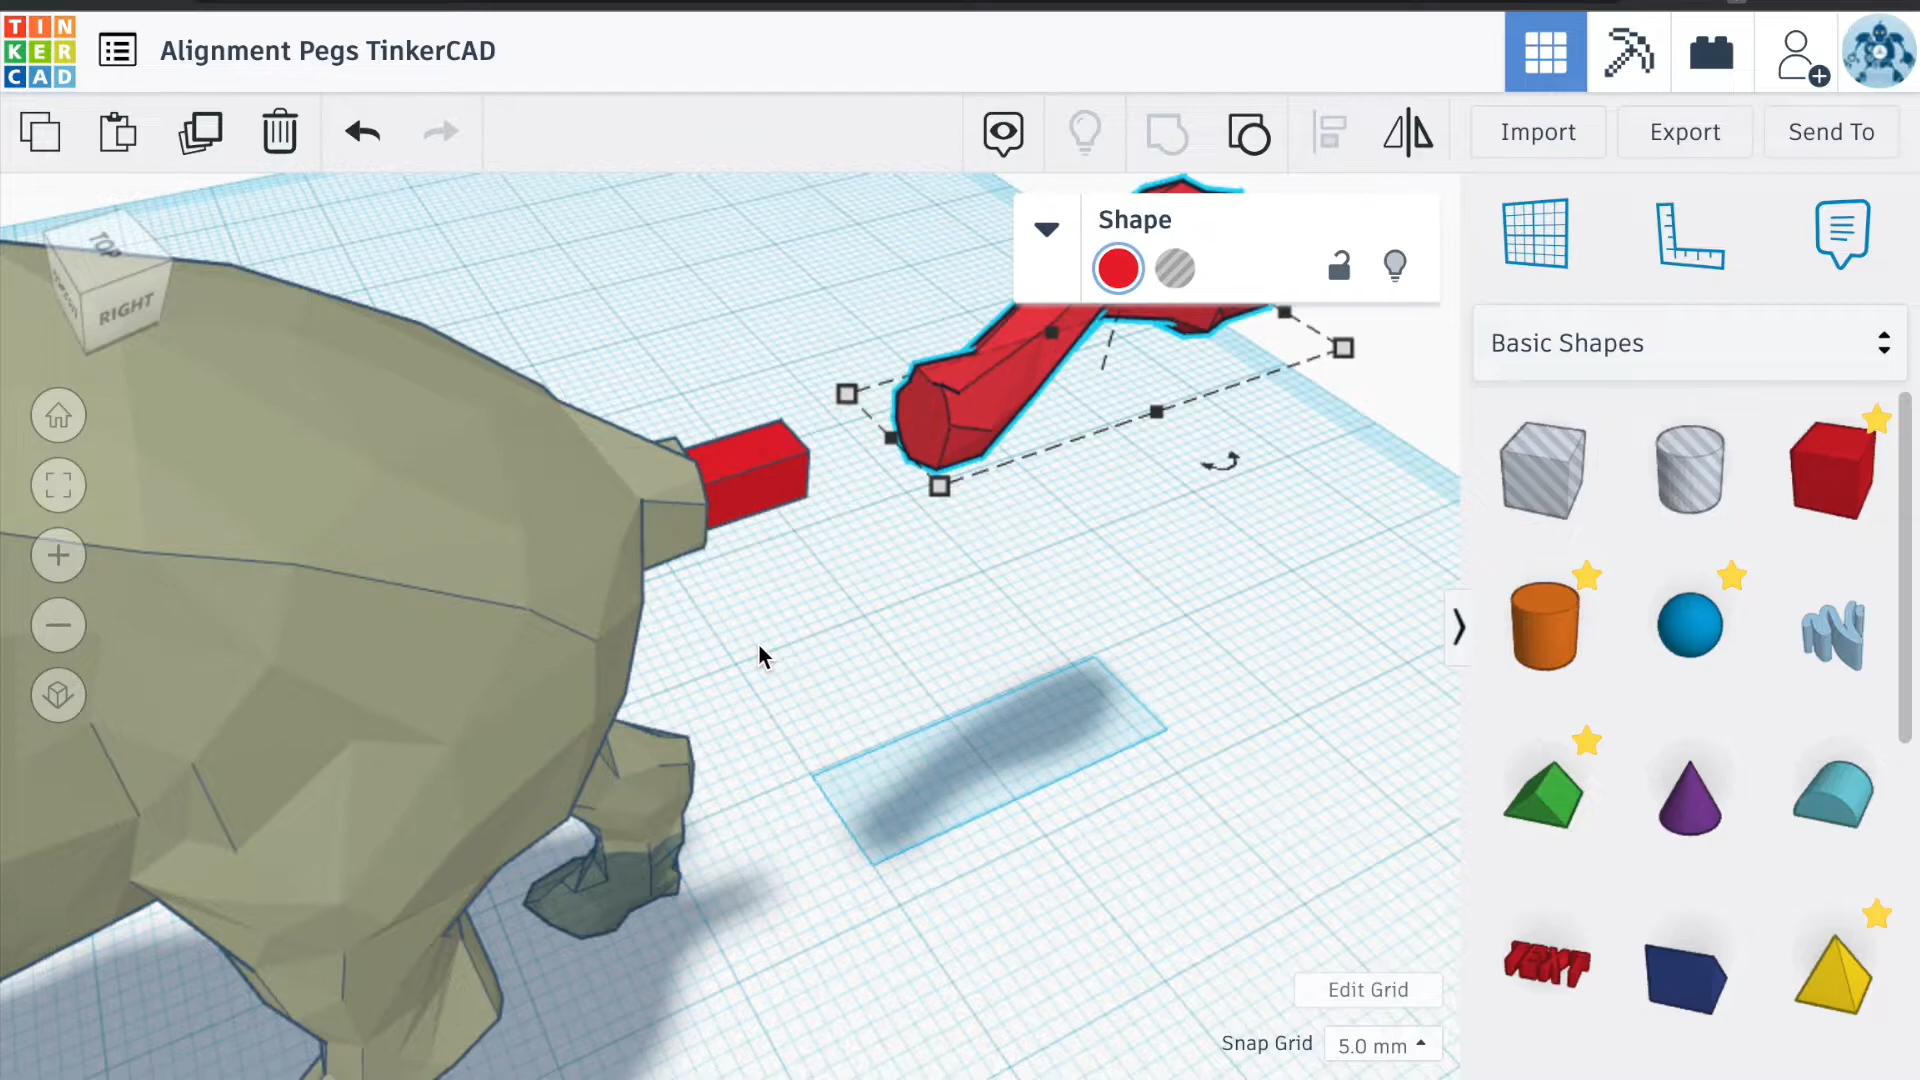 TIN
KER
CAD
Alignment Pegs TinkerCAD
Import
Export
Send To
Shape
TOP
RIGHT
Basic Shapes
TEXT
Edit Grid
Snap Grid
5.0 mm